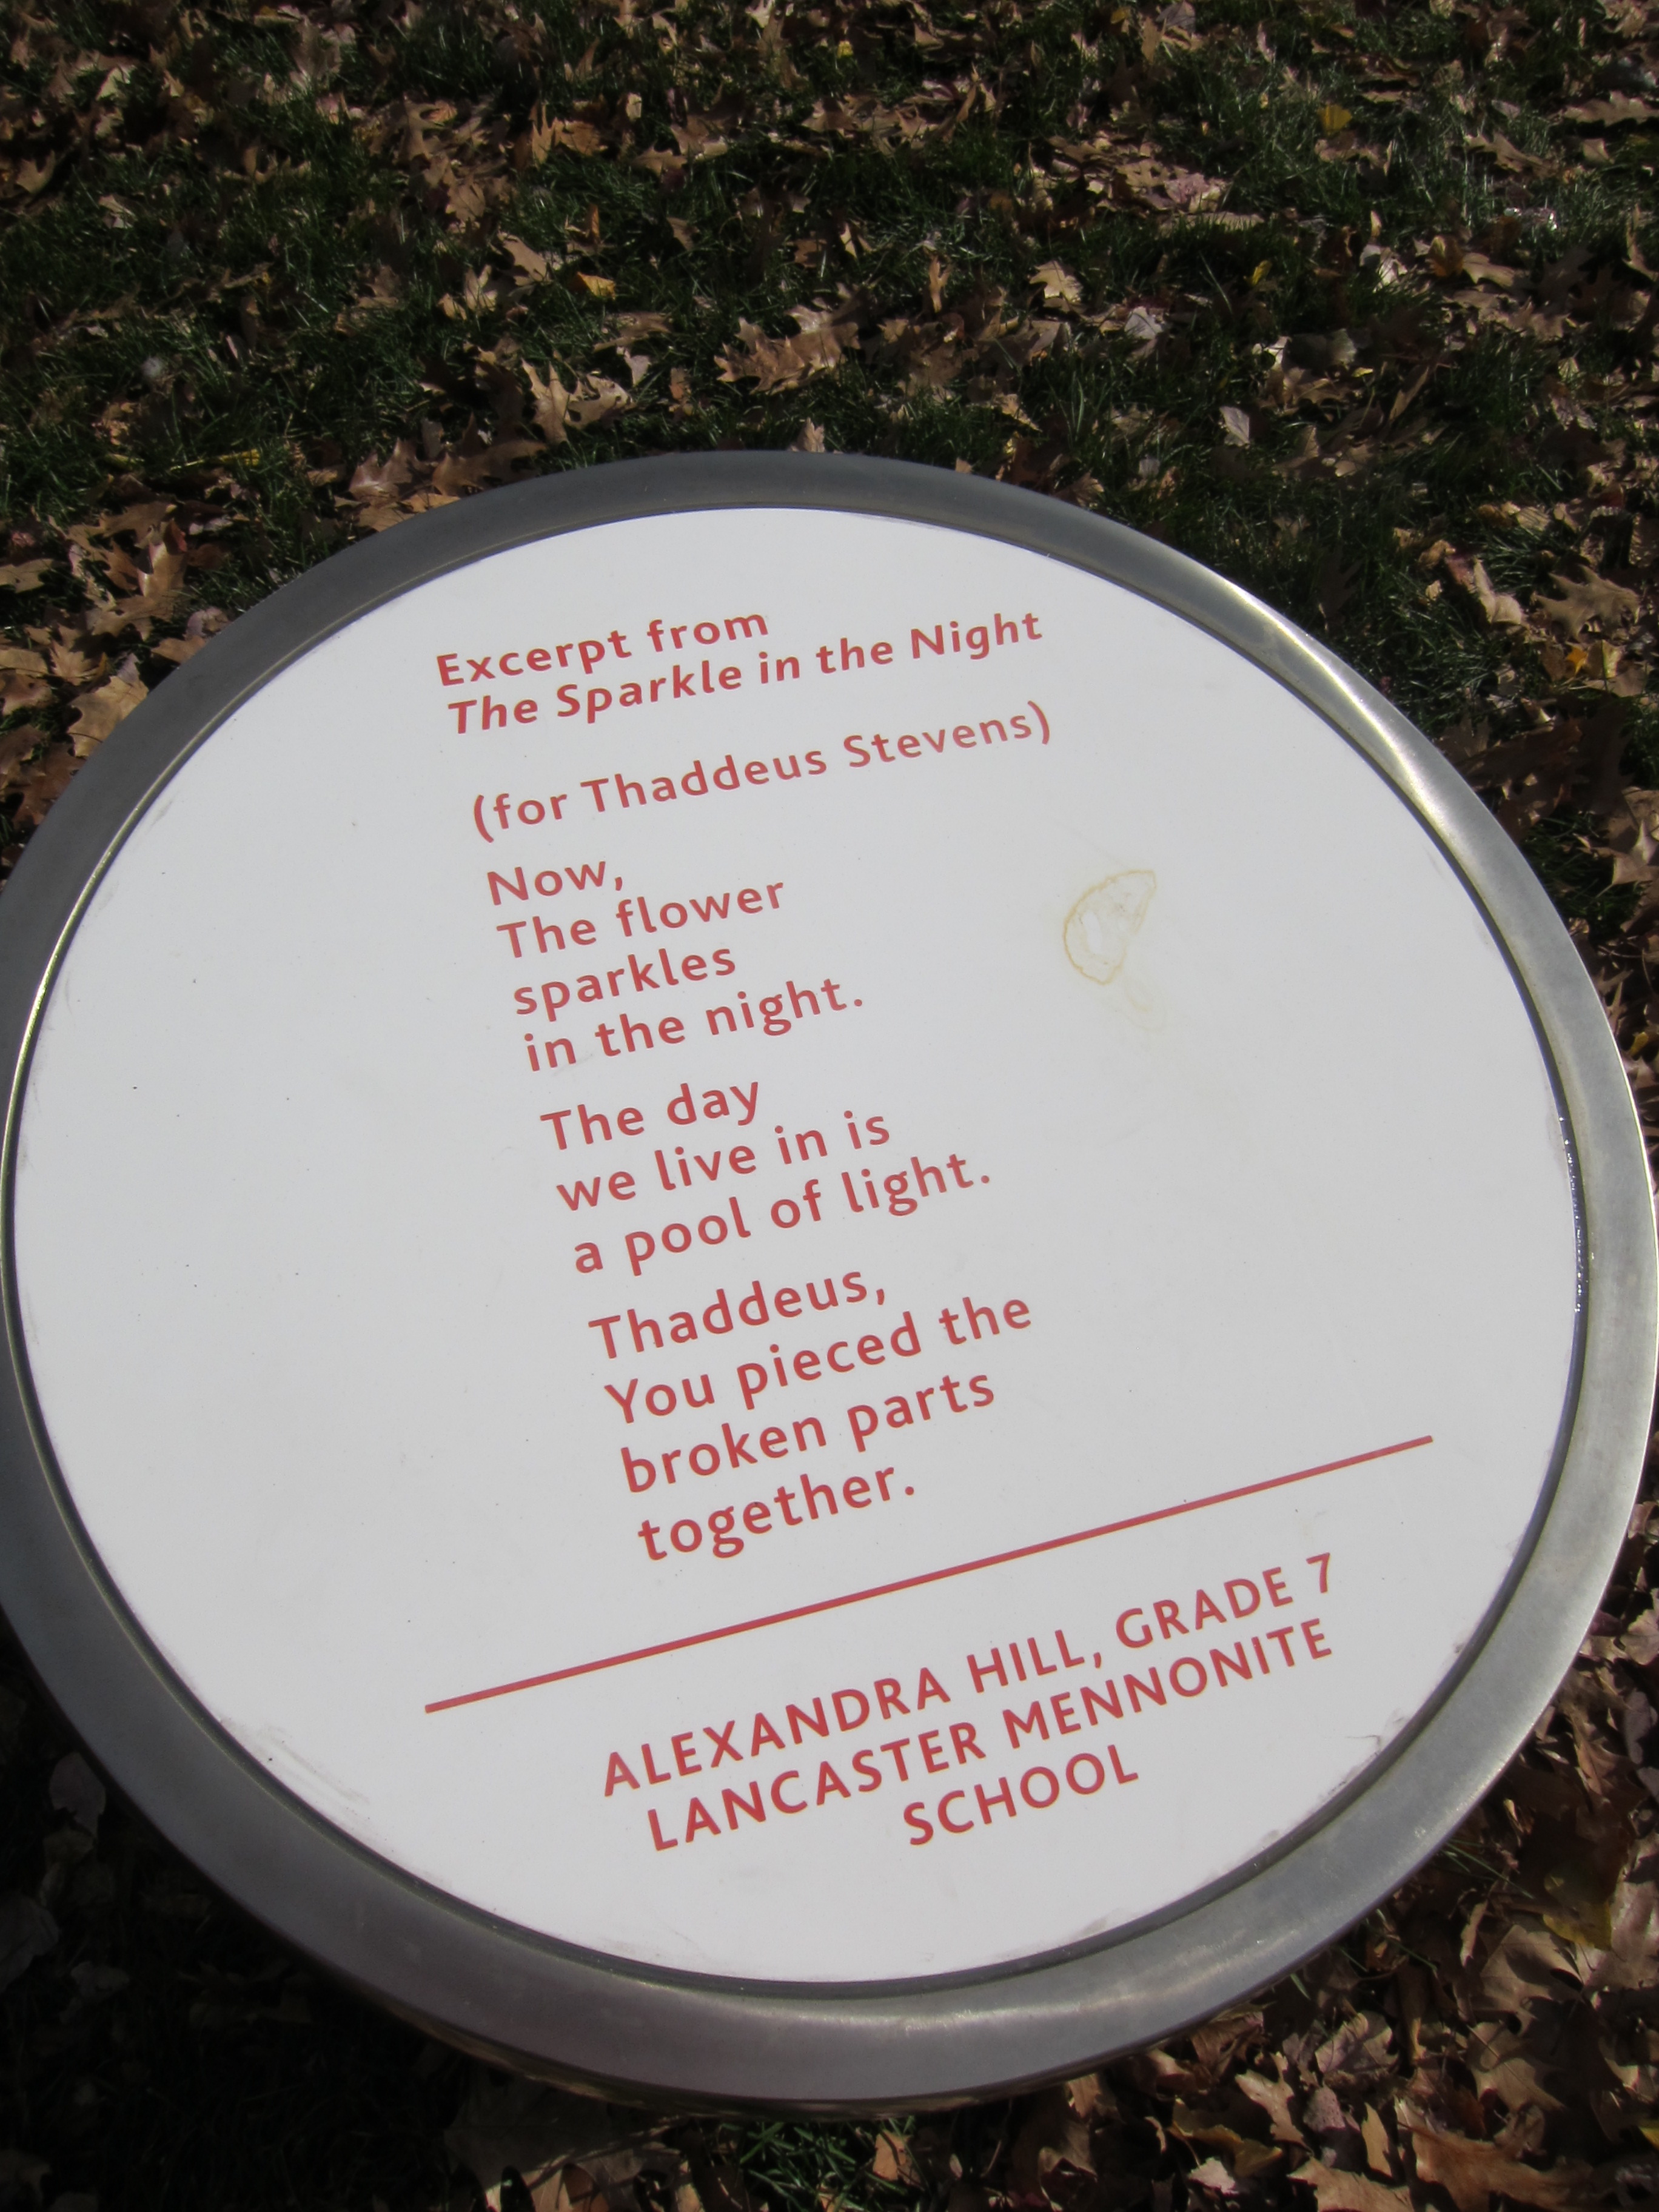 Excerpt from
The Sparkle in the Night
(for Thaddeus Stevens)
Now,
The flower
sparkles
in the night.
The day
we live in is
a pool of light.
Thaddeus,
You pieced the
broken parts
together.
ALEXANDRA HILL, GRADE 7
LANCASTER MENNONITE
SCHOOL